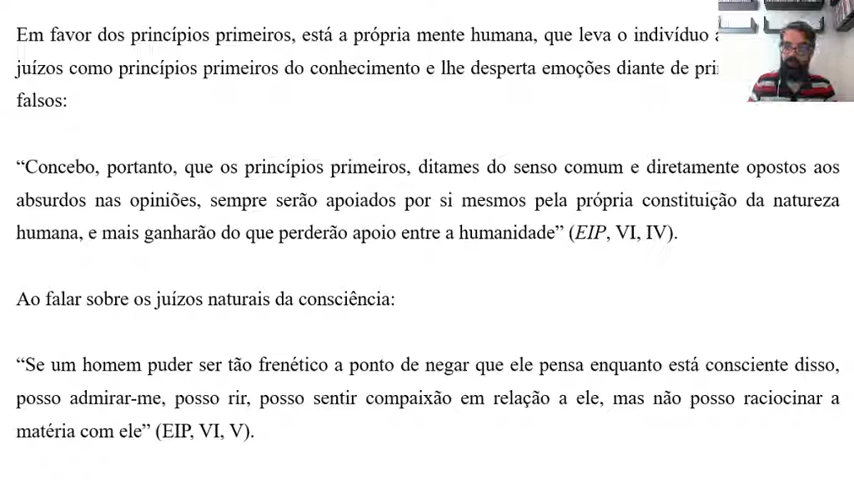 Em favor dos princípios primeiros, está a própria mente humana, que leva o indivíduo
juízos como princípios primeiros do conhecimento e lhe desperta emoções diante de
falsos:
“Concebo, portanto, que os princípios primeiros, ditames do senso comum e diretamente opostos aos
absurdos nas opiniões, sempre serão apoiados por si mesmos pela própria constituição da natureza
humana, e mais ganharão do que perderão apoio entre a humanidade” (EIP, VI, IV).
Ao falar sobre os juízos naturais da consciência:
“Se um homem puder ser tão frenético a ponto de negar que ele pensa enquanto está consciente disso,
posso admirar-me, posso rir, posso sentir compaixão em relação a ele, mas não posso raciocinar a
matéria com ele” (EIP, VI, V).